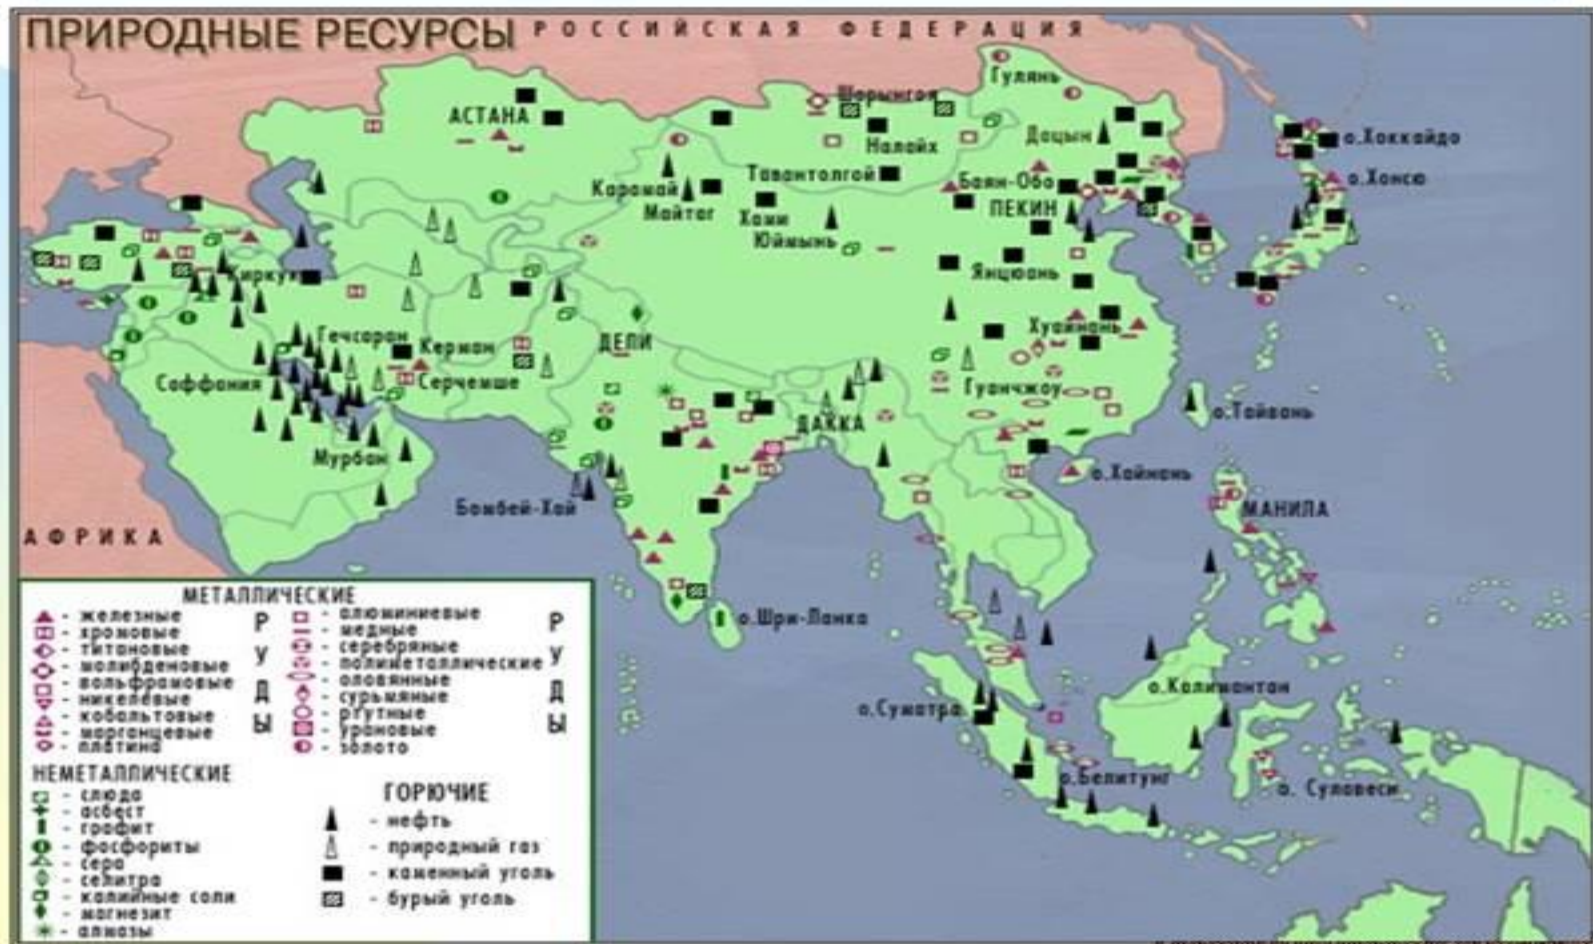 ПРИРОДНЫЕ РЕСУРСЫ
РОССИЙСКАЯ ФЕДЕРАЦИЯ
Гулянь
Шарынгол
АСТАНА
Дацын
Налайх
о.Хоккайдо
Тавантолгой
Карамай
Баян-Обо
о.Хонсю
Майтаг
Хами
ПЕКИН
Юймынь
Киркук
Янцюань
Гечсаран
Керман
ДЕЛИ
Хуайнань
Саффания
Серчемше
Гуанчжоу
о.Тайвань
ДАККА
Мурбан
о.Хайнань
Бомбей-Хай
МАНИЛА
АФРИКА
о.Шри-Ланка
о.Калимантан
о.Суматра
о.Белитунг
о. Сулавеси
МЕТАЛЛИЧЕСКИЕ
- железные
- хромовые
- титановые
- молибденовые
- вольфрамовые
- никелевые
- кобальтовые
- марганцевые
- платина
РУДЫ
- алюминиевые
- медные
- серебряные
- полиметаллические
- оловянные
- сурьмяные
- ртутные
- урановые
- золото
РУДЫ
НЕМЕТАЛЛИЧЕСКИЕ
- слюда
- асбест
- графит
- фосфориты
- сера
- селитра
- калийные соли
- магнезит
- алмазы
ГОРЮЧИЕ
- нефть
- природный газ
- каменный уголь
- бурый уголь